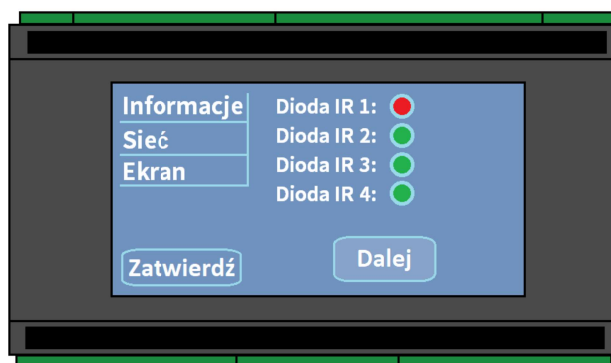 Informacje
Sieć
Ekran
Dioda IR 1:
Dioda IR 2:
Dioda IR 3:
Dioda IR 4:
Zatwierdź
Dalej